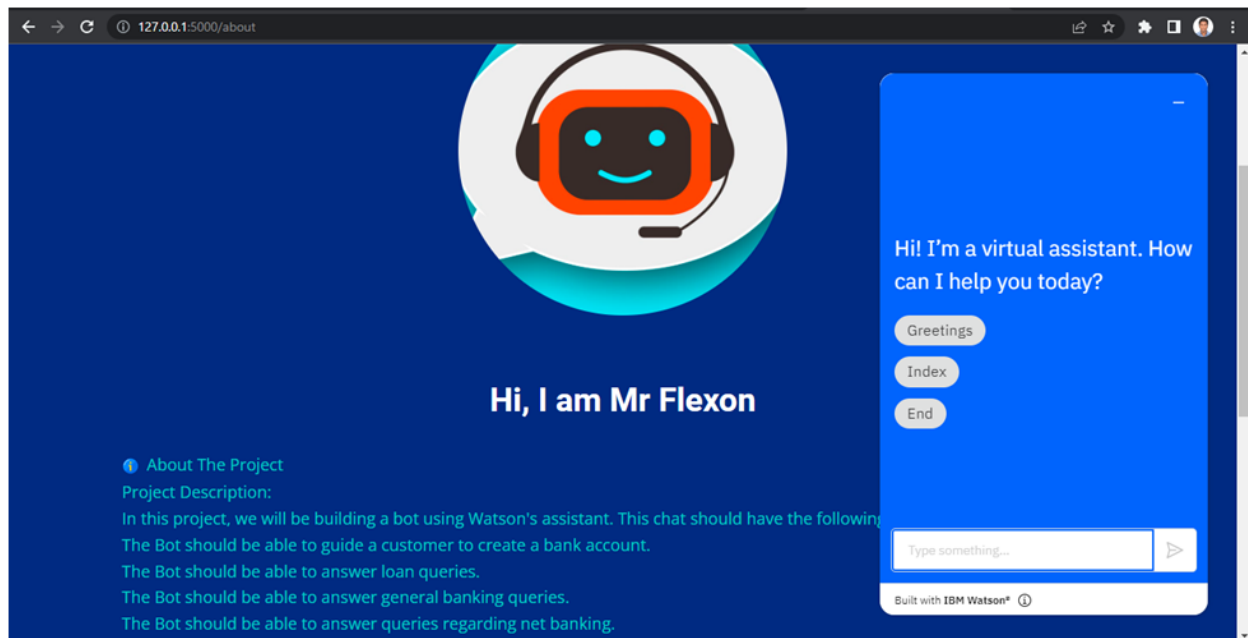 127.0.0.1:5000/about
Hi, I am Mr Flexon
About The Project
Project Description:
In this project, we will be building a bot using Watson's assistant. This chat should have the following
The Bot should be able to guide a customer to create a bank account.
The Bot should be able to answer loan queries.
The Bot should be able to answer general banking queries.
The Bot should be able to answer queries regarding net banking.
Hi! I’m a virtual assistant. How
can I help you today?
Greetings
Index
End
Type something...
Built with IBM Watson®